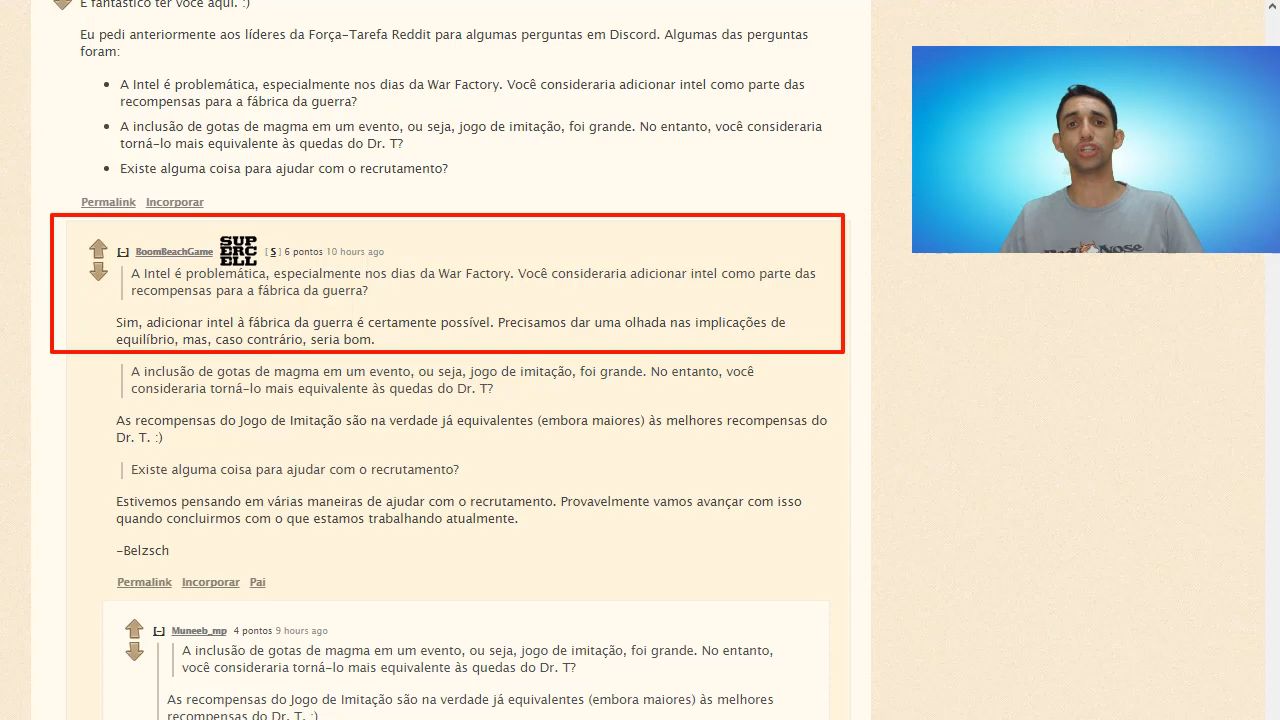 É fantástico ter você aqui. :)
Eu pedi anteriormente aos líderes da Força-Tarefa Reddit para algumas perguntas em Discord. Algumas das perguntas
foram:
A Intel é problemática, especialmente nos dias da War Factory. Você consideraria adicionar intel como parte das
recompensas para a fábrica da guerra?
A inclusão de gotas de magma em um evento, ou seja, jogo de imitação, foi grande. No entanto, você consideraria
torná-lo mais equivalente às quedas do Dr. T?
Existe alguma coisa para ajudar com o recrutamento?
Permalink Incorporar
[–] BoomBeachGame SUPERCELL [ S ] 6 pontos 10 hours ago
A Intel é problemática, especialmente nos dias da War Factory. Você consideraria adicionar intel como parte das
recompensas para a fábrica da guerra?
Sim, adicionar intel à fábrica da guerra é certamente possível. Precisamos dar uma olhada nas implicações de
equilíbrio, mas, caso contrário, seria bom.
A inclusão de gotas de magma em um evento, ou seja, jogo de imitação, foi grande. No entanto, você
consideraria torná-lo mais equivalente às quedas do Dr. T?
As recompensas do Jogo de Imitação são na verdade já equivalentes (embora maiores) às melhores recompensas do
Dr. T. :)
Existe alguma coisa para ajudar com o recrutamento?
Estivemos pensando em várias maneiras de ajudar com o recrutamento. Provavelmente vamos avançar com isso
quando concluirmos com o que estamos trabalhando atualmente.
-Belzsch
Permalink Incorporar Pai
[–] Muneeb_mp 4 pontos 9 hours ago
A inclusão de gotas de magma em um evento, ou seja, jogo de imitação, foi grande. No entanto,
você consideraria torná-lo mais equivalente às quedas do Dr. T?
As recompensas do Jogo de Imitação são na verdade já equivalentes (embora maiores) às melhores
recompensas do Dr. T. :)